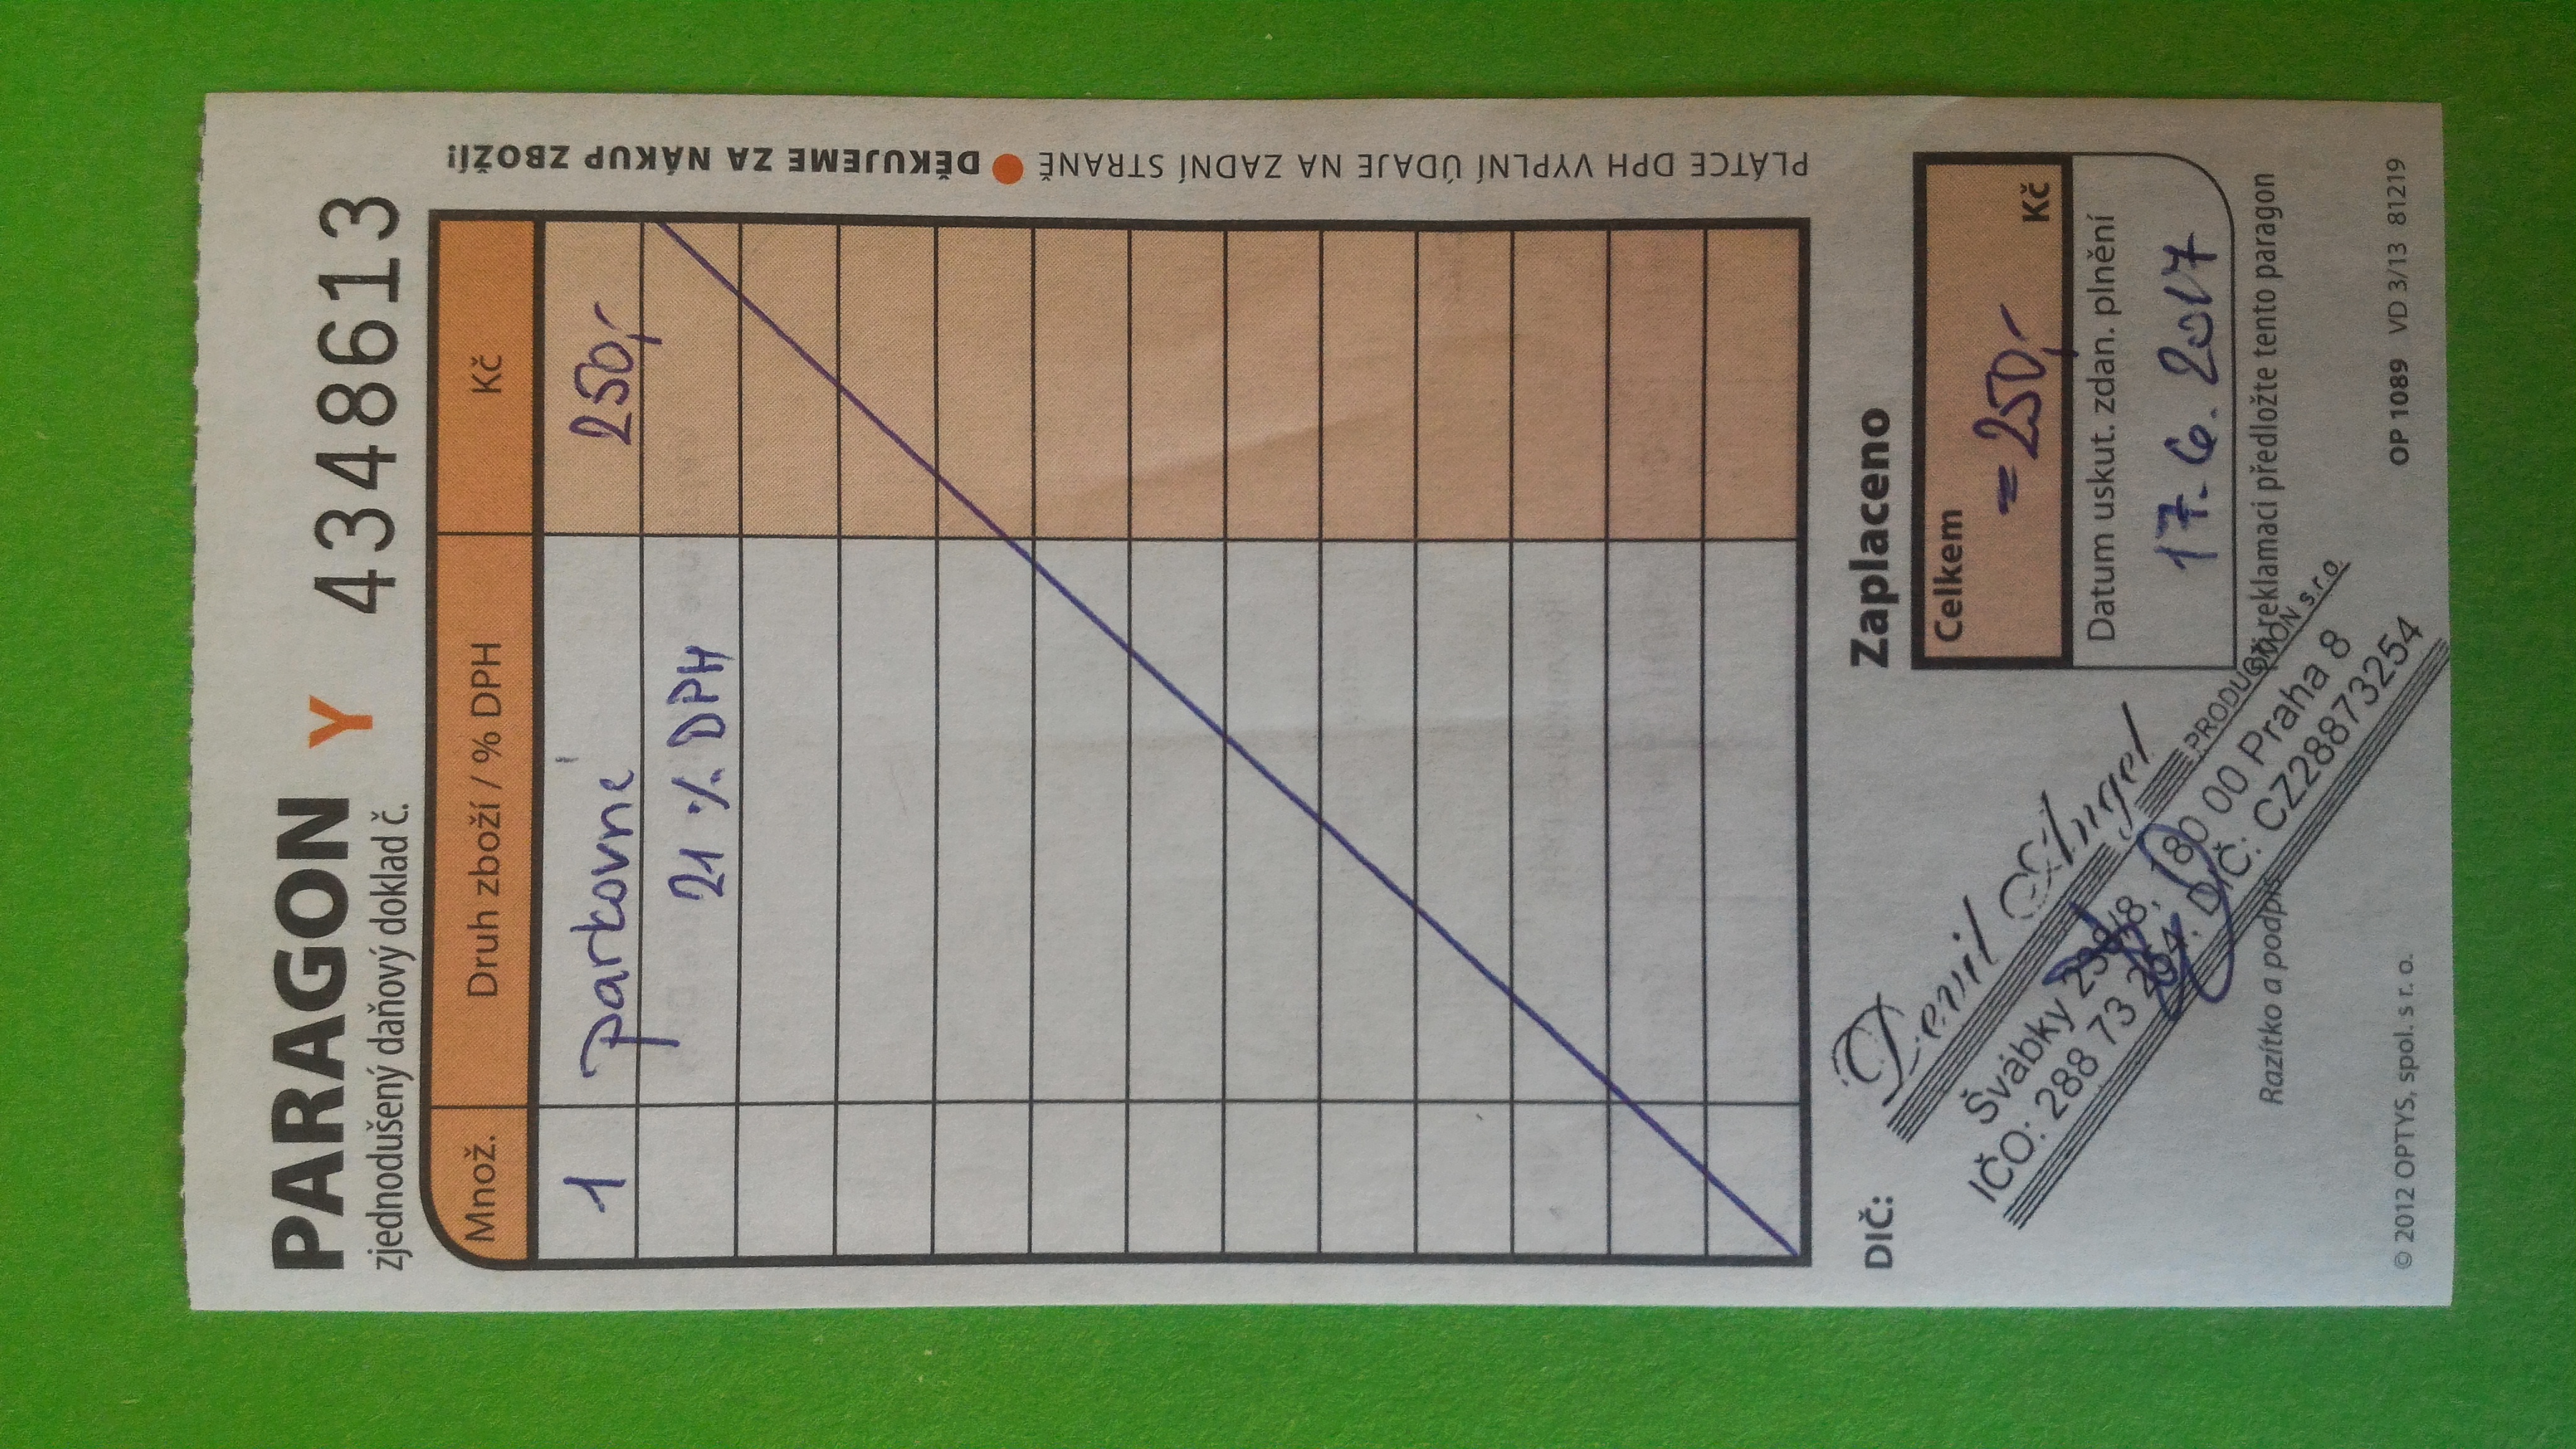 PARAGON Y 4348613
zjednodušený daňový doklad č.
Množ. Druh zboží / % DPH Kč
1 parkovné 250,-
21 % DPH
PLÁTCE DPH VYPLNÍ ÚDAJE NA ZADNÍ STRANĚ ● DĚKUJEME ZA NÁKUP ZBOŽÍ!
DIČ:
Devil Angel
PRODUCTION s.r.o.
Švábky 238/8, 180 00 Praha 8
IČO: 288 73 254, DIČ: CZ28873254
Razítko a podpis
Zaplaceno
Celkem
=250,- Kč
Datum uskut. zdan. plnění
17. 6. 2017
Při reklamaci předložte tento paragon
© 2012 OPTYS, spol. s r. o.
OP 1089 VD 3/13 81219